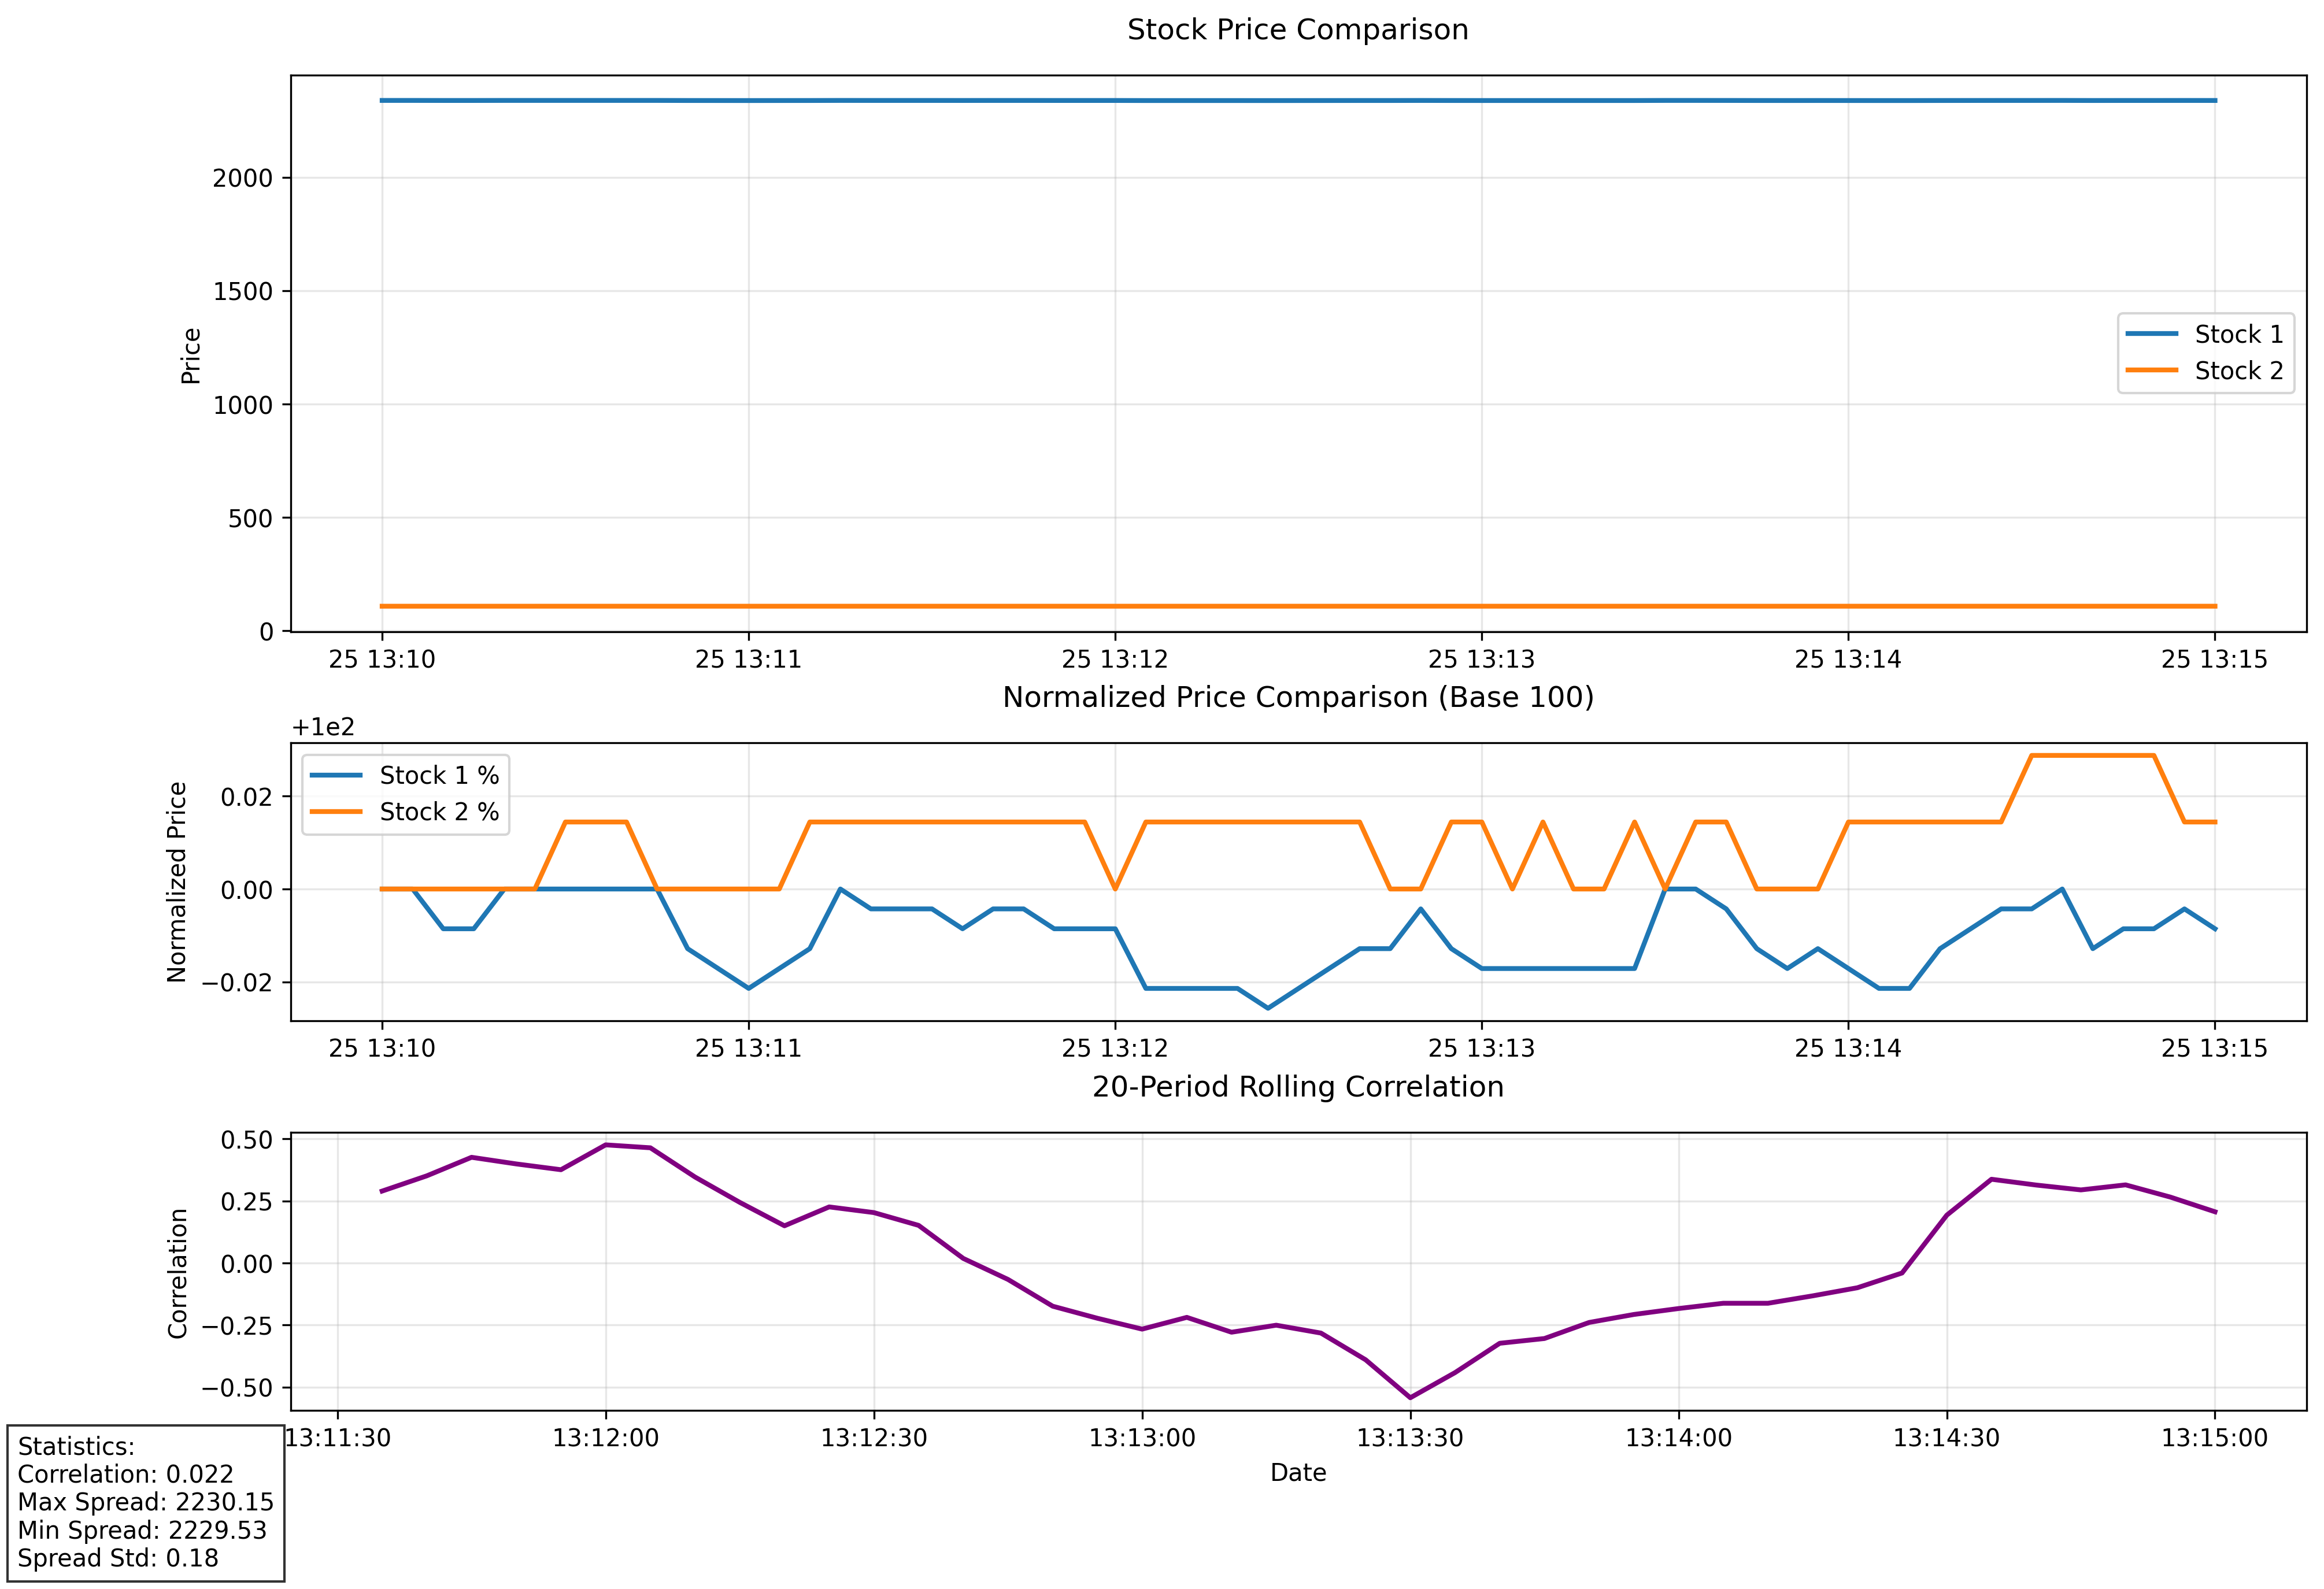 Stock Price Comparison
Price
2000
1500
1000
500
0
Stock 1
Stock 2
25 13:10 25 13:11 25 13:12 25 13:13 25 13:14 25 13:15
Normalized Price Comparison (Base 100)
+1e2
Normalized Price
0.02
0.00
−0.02
Stock 1 %
Stock 2 %
25 13:10 25 13:11 25 13:12 25 13:13 25 13:14 25 13:15
20-Period Rolling Correlation
Correlation
0.50
0.25
0.00
−0.25
−0.50
13:11:30 13:12:00 13:12:30 13:13:00 13:13:30 13:14:00 13:14:30 13:15:00
Date
Statistics:
Correlation: 0.022
Max Spread: 2230.15
Min Spread: 2229.53
Spread Std: 0.18